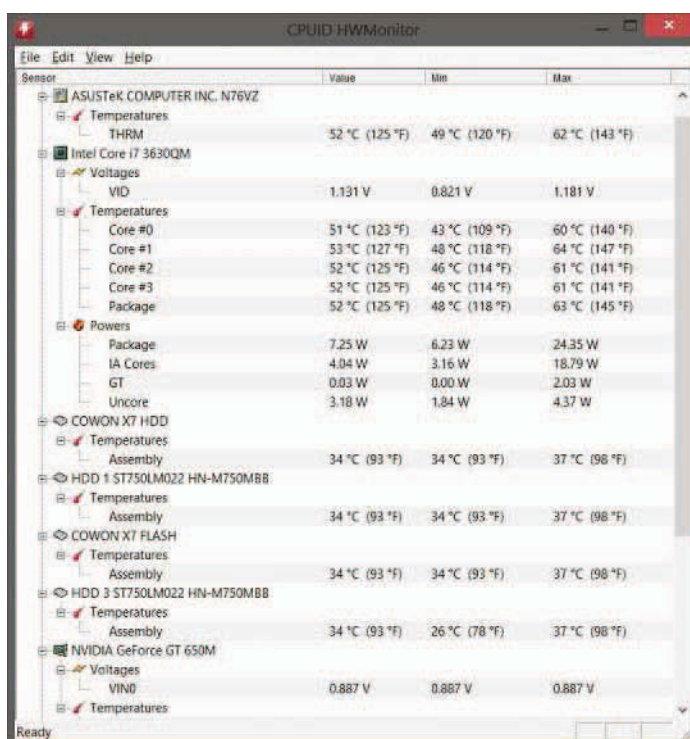 CPUID HWMonitor
File Edit View Help
Sensor Value Min Max
ASUSTeK COMPUTER INC. N76VZ
Temperatures
THRM 52 °C (125 °F) 49 °C (120 °F) 62 °C (143 °F)
Intel Core i7 3630QM
Voltages
VID 1.131 V 0.821 V 1.181 V
Temperatures
Core #0 51 °C (123 °F) 43 °C (109 °F) 60 °C (140 °F)
Core #1 53 °C (127 °F) 48 °C (118 °F) 64 °C (147 °F)
Core #2 52 °C (125 °F) 46 °C (114 °F) 61 °C (141 °F)
Core #3 52 °C (125 °F) 46 °C (114 °F) 61 °C (141 °F)
Package 52 °C (125 °F) 48 °C (118 °F) 63 °C (145 °F)
Powers
Package 7.25 W 6.23 W 24.35 W
IA Cores 4.04 W 3.16 W 18.79 W
GT 0.03 W 0.00 W 2.03 W
Uncore 3.18 W 1.84 W 4.37 W
COWON X7 HDD
Temperatures
Assembly 34 °C (93 °F) 34 °C (93 °F) 37 °C (98 °F)
HDD 1 ST750LM022 HN-M750MBB
Temperatures
Assembly 34 °C (93 °F) 34 °C (93 °F) 37 °C (98 °F)
COWON X7 FLASH
Temperatures
Assembly 34 °C (93 °F) 34 °C (93 °F) 37 °C (98 °F)
HDD 3 ST750LM022 HN-M750MBB
Temperatures
Assembly 34 °C (93 °F) 26 °C (78 °F) 37 °C (98 °F)
NVIDIA GeForce GT 650M
Voltages
VIN0 0.887 V 0.887 V 0.887 V
Temperatures
Ready